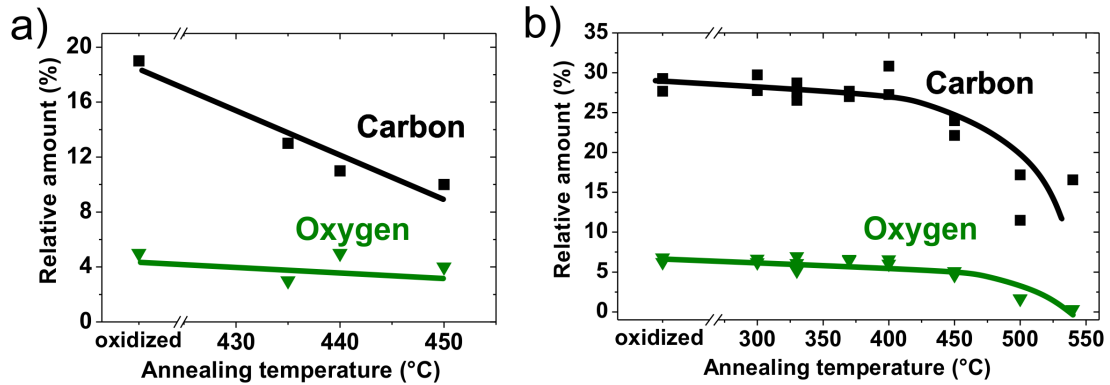 a)
Relative amount (%)
20
16
12
8
4
0
Carbon
Oxygen
oxidized 430 440 450
Annealing temperature (°C)
b)
Relative amount (%)
35
30
25
20
15
10
5
0
Carbon
Oxygen
oxidized 300 350 400 450 500 550
Annealing temperature (°C)